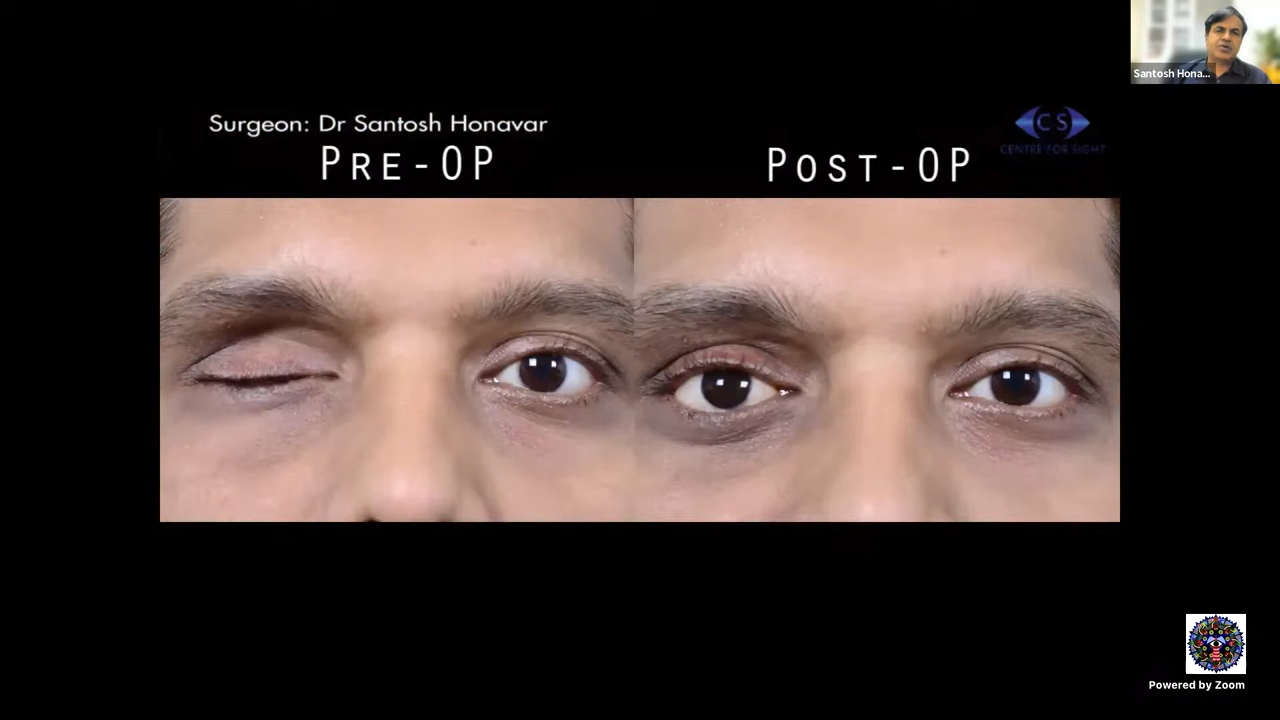 Santosh Hona...
Surgeon: Dr Santosh Honavar
PRE-OP
POST-OP
CS
CENTRE FOR SIGHT
Powered by Zoom